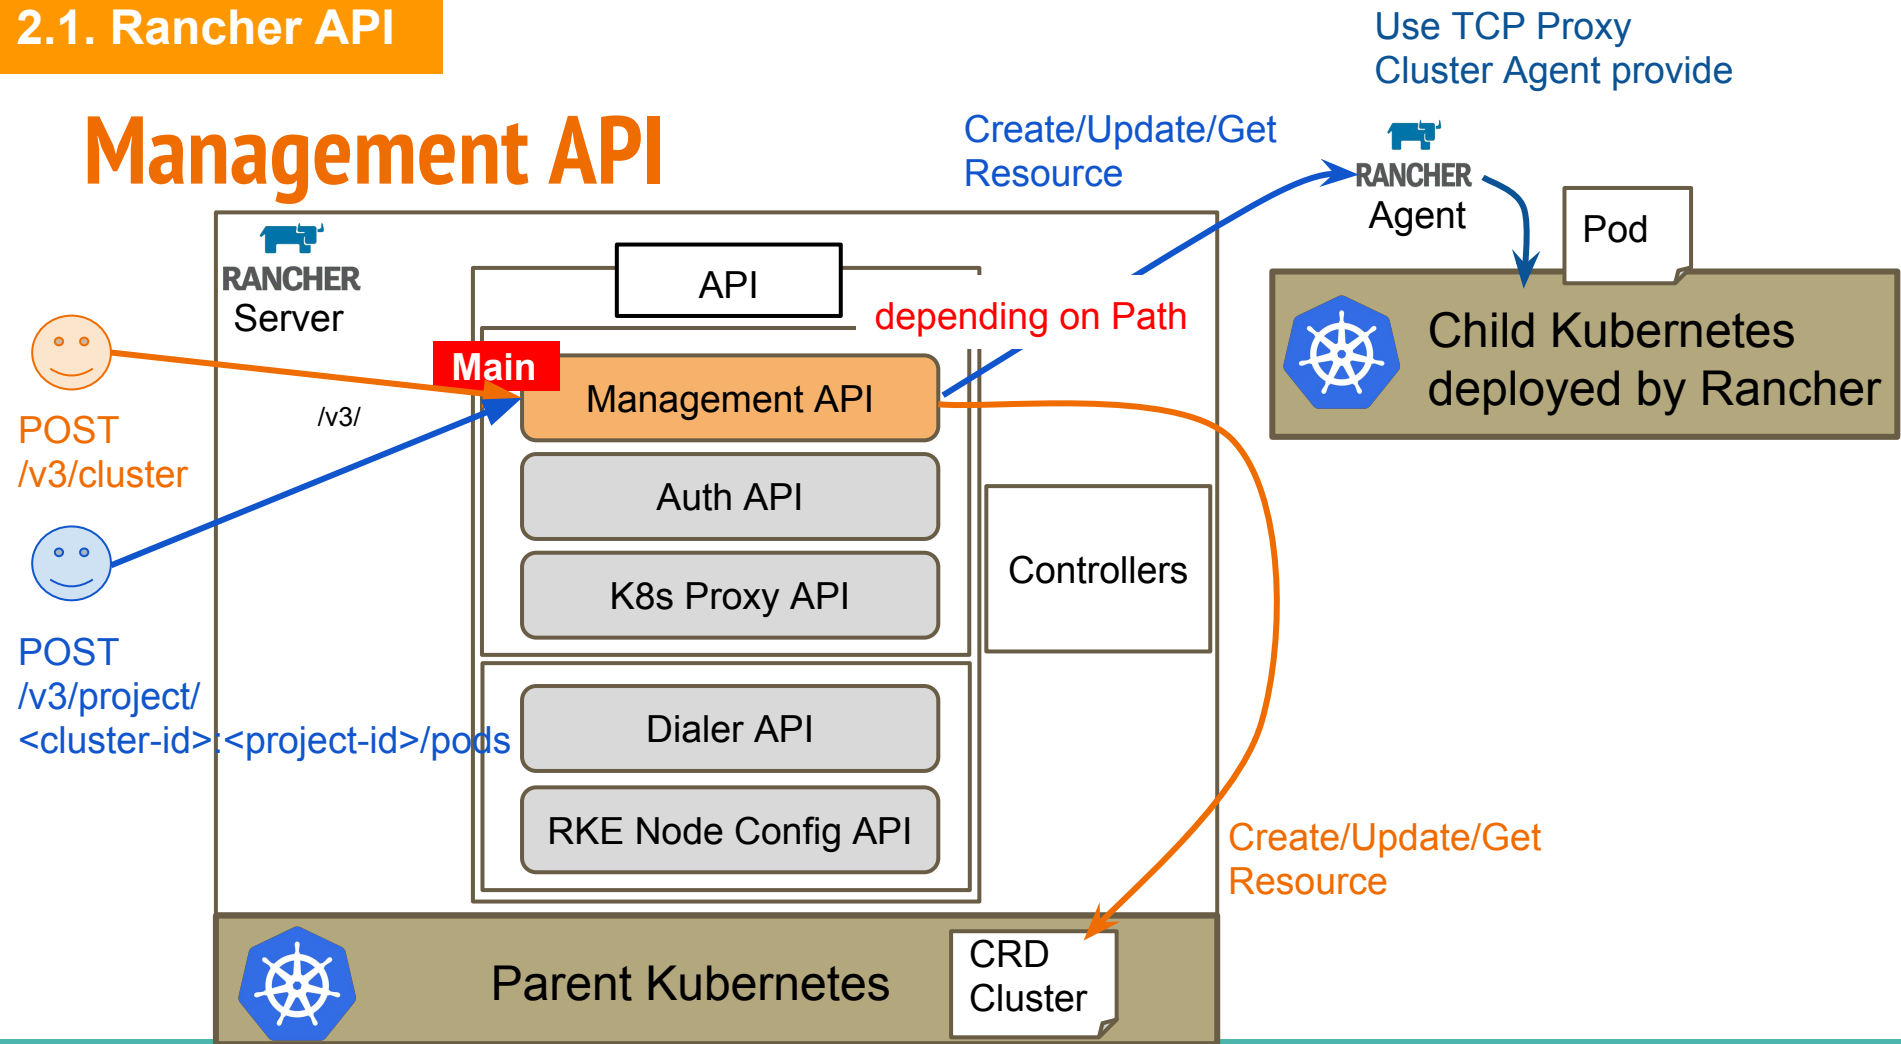 2.1. Rancher API
Use TCP Proxy
Cluster Agent provide
Management API
Create/Update/Get
Resource
RANCHER
Agent
Pod
RANCHER
Server
API
depending on Path
Child Kubernetes
deployed by Rancher
Main
Management API
/v3/
POST
/v3/cluster
Auth API
Controllers
K8s Proxy API
POST
/v3/project/
<cluster-id>:<project-id>/pods
Dialer API
RKE Node Config API
Create/Update/Get
Resource
Parent Kubernetes
CRD
Cluster